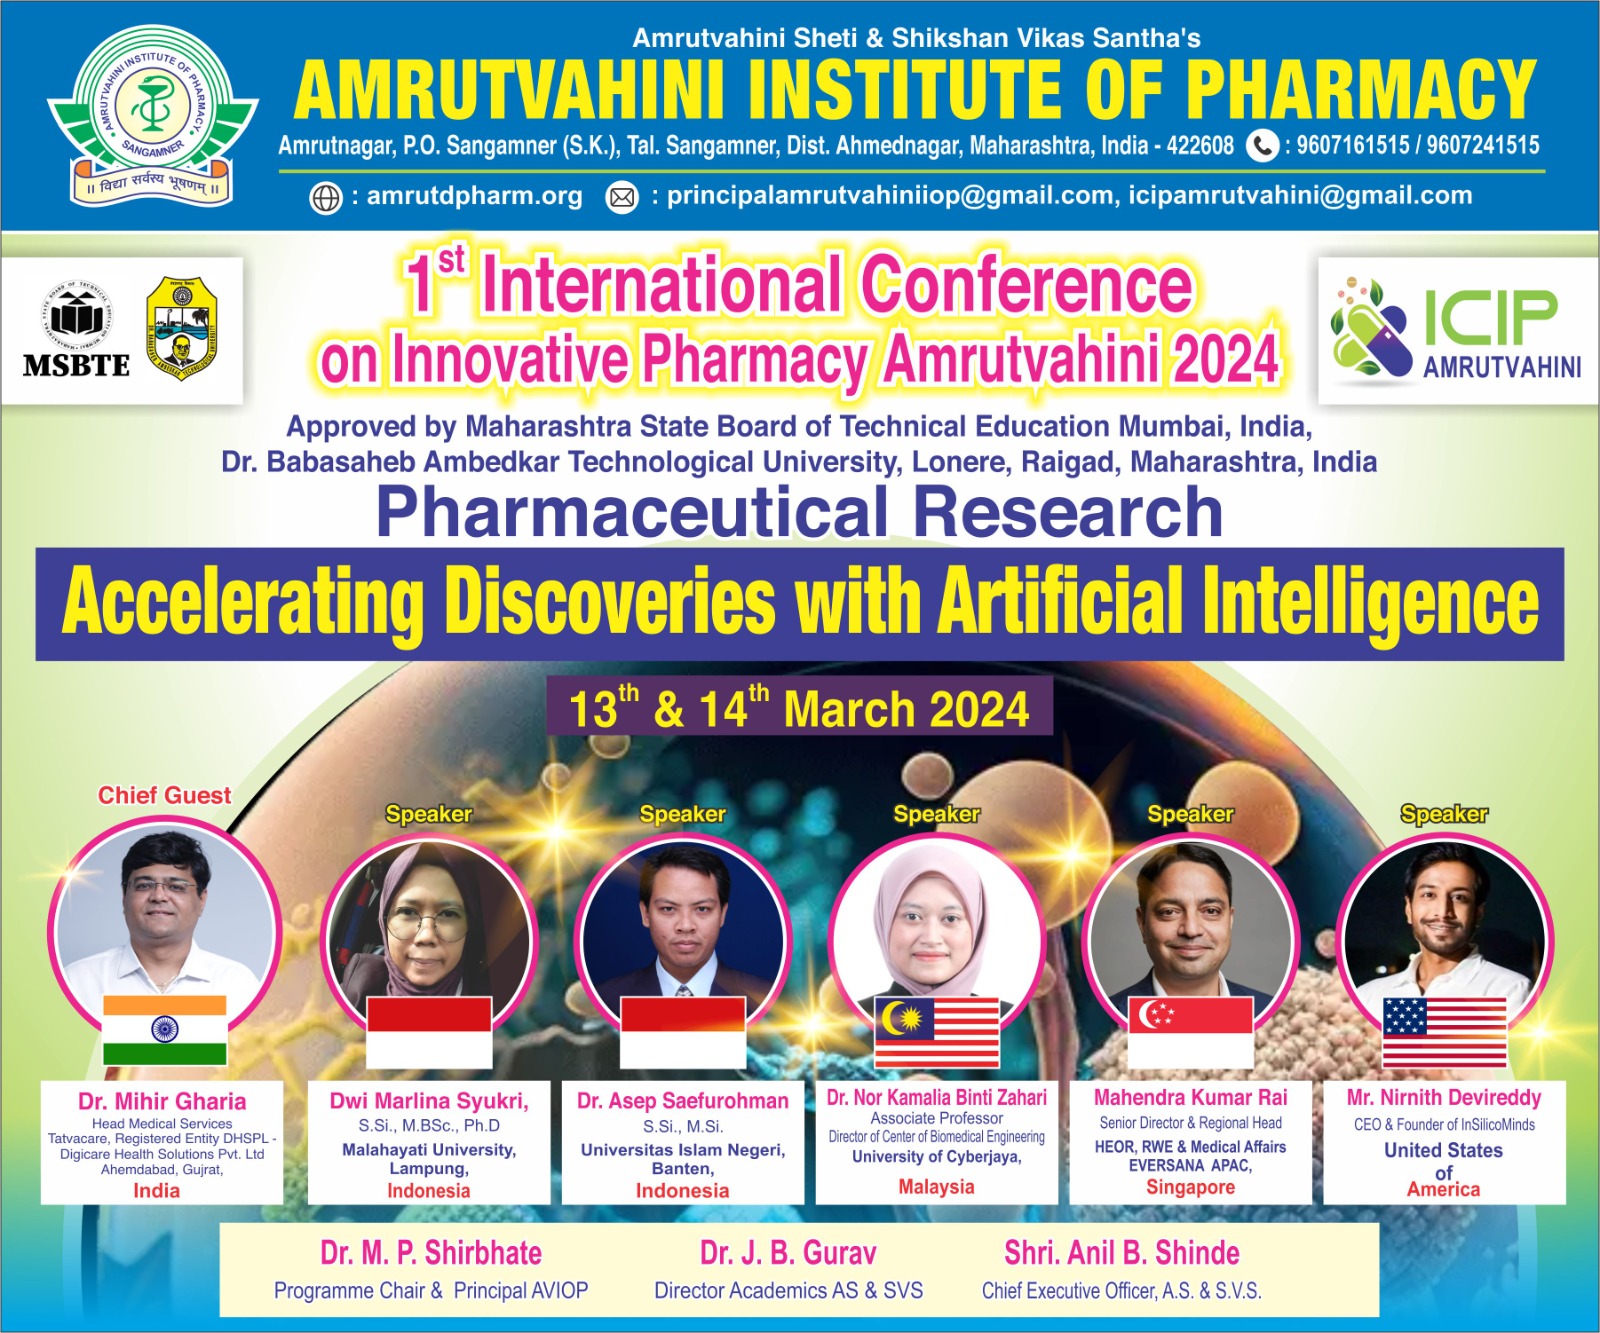 Amrutvahini Sheti & Shikshan Vikas Santha's
AMRUTVAHINI INSTITUTE OF PHARMACY
Amrutnagar, P.O. Sangamner (S.K.), Tal. Sangamner, Dist. Ahmednagar, Maharashtra, India - 422608 : 9607161515 / 9607241515
: amrutdpharm.org : principalamrutvahiniiop@gmail.com, icipamrutvahini@gmail.com
AMRUTVAHINI INSTITUTE OF PHARMACY
SANGAMNER
॥ विद्या सर्वस्य भूषणम् ॥
MSBTE
1st International Conference
on Innovative Pharmacy Amrutvahini 2024
ICIP
AMRUTVAHINI
Approved by Maharashtra State Board of Technical Education Mumbai, India,
Dr. Babasaheb Ambedkar Technological University, Lonere, Raigad, Maharashtra, India
Pharmaceutical Research
Accelerating Discoveries with Artificial Intelligence
13th & 14th March 2024
Chief Guest
Dr. Mihir Gharia
Head Medical Services
Tatvacare, Registered Entity DHSPL -
Digicare Health Solutions Pvt. Ltd
Ahemdabad, Gujrat,
India
Speaker
Dwi Marlina Syukri,
S.Si., M.BSc., Ph.D
Malahayati University,
Lampung,
Indonesia
Speaker
Dr. Asep Saefurohman
S.Si., M.Si.
Universitas Islam Negeri,
Banten,
Indonesia
Speaker
Dr. Nor Kamalia Binti Zahari
Associate Professor
Director of Center of Biomedical Engineering
University of Cyberjaya,
Malaysia
Speaker
Mahendra Kumar Rai
Senior Director & Regional Head
HEOR, RWE & Medical Affairs
EVERSANA APAC,
Singapore
Speaker
Mr. Nirnith Devireddy
CEO & Founder of InSilicoMinds
United States
of
America
Dr. M. P. Shirbhate
Programme Chair & Principal AVIOP
Dr. J. B. Gurav
Director Academics AS & SVS
Shri. Anil B. Shinde
Chief Executive Officer, A.S. & S.V.S.